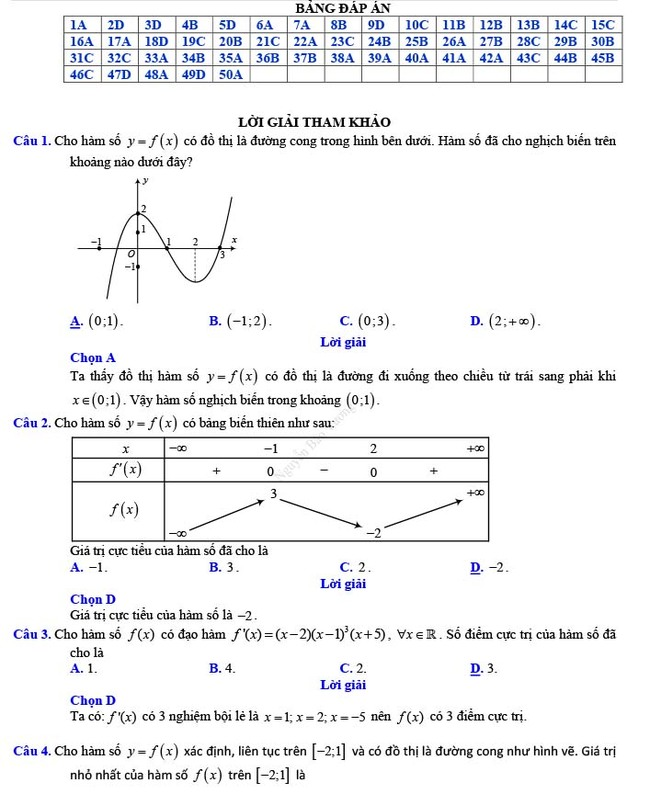 BẢNG ĐÁP ÁN
1A 2D 3D 4B 5D 6A 7A 8B 9D 10C 11B 12B 13B 14C 15C
16A 17A 18D 19C 20B 21C 22A 23C 24B 25B 26A 27B 28C 29B 30B
31C 32C 33A 34B 35A 36B 37B 38A 39A 40A 41A 42A 43C 44B 45B
46C 47D 48A 49D 50A
LỜI GIẢI THAM KHẢO
Câu 1. Cho hàm số y = f(x) có đồ thị là đường cong trong hình bên dưới. Hàm số đã cho nghịch biến trên
khoảng nào dưới đây?
y
2
1
-1 O 1 2 3 x
-1
A. (0;1). B. (-1;2). C. (0;3). D. (2;+∞).
Lời giải
Chọn A
Ta thấy đồ thị hàm số y = f(x) có đồ thị là đường đi xuống theo chiều từ trái sang phải khi
x∈(0;1). Vậy hàm số nghịch biến trong khoảng (0;1).
Câu 2. Cho hàm số y = f(x) có bảng biến thiên như sau:
x -∞ -1 2 +∞
f'(x) + 0 - 0 +
f(x) -∞ 3 -2 +∞
Giá trị cực tiểu của hàm số đã cho là
A. -1. B. 3. C. 2. D. -2.
Lời giải
Chọn D
Giá trị cực tiểu của hàm số là -2.
Câu 3. Cho hàm số f(x) có đạo hàm f'(x) = (x-2)(x-1)³(x+5), ∀x∈ℝ. Số điểm cực trị của hàm số đã
cho là
A. 1. B. 4. C. 2. D. 3.
Lời giải
Chọn D
Ta có: f'(x) có 3 nghiệm bội lẻ là x = 1; x = 2; x = -5 nên f(x) có 3 điểm cực trị.
Câu 4. Cho hàm số y = f(x) xác định, liên tục trên [-2;1] và có đồ thị là đường cong như hình vẽ. Giá trị
nhỏ nhất của hàm số f(x) trên [-2;1] là